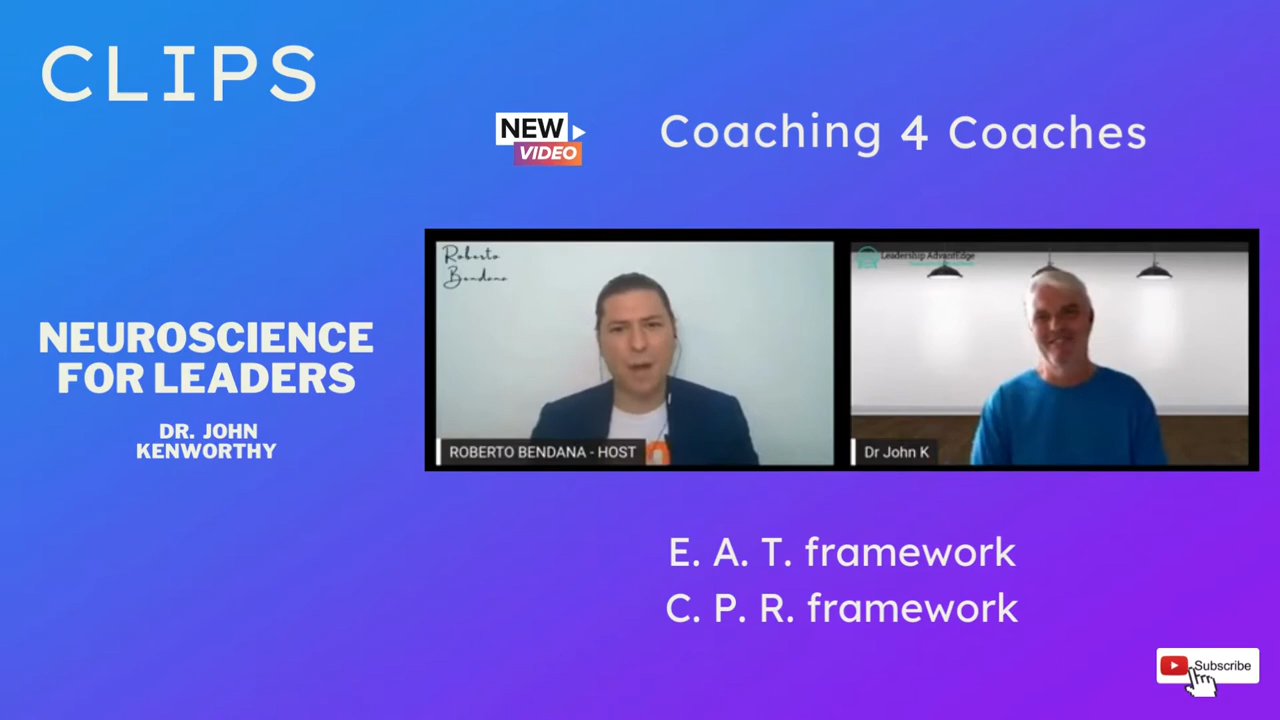 CLIPS
NEW
VIDEO
Coaching 4 Coaches
Roberto
Bendana
Leadership AdvantEdge
NEUROSCIENCE
FOR LEADERS
DR. JOHN
KENWORTHY
ROBERTO BENDANA - HOST
Dr John K
E. A. T. framework
C. P. R. framework
Subscribe